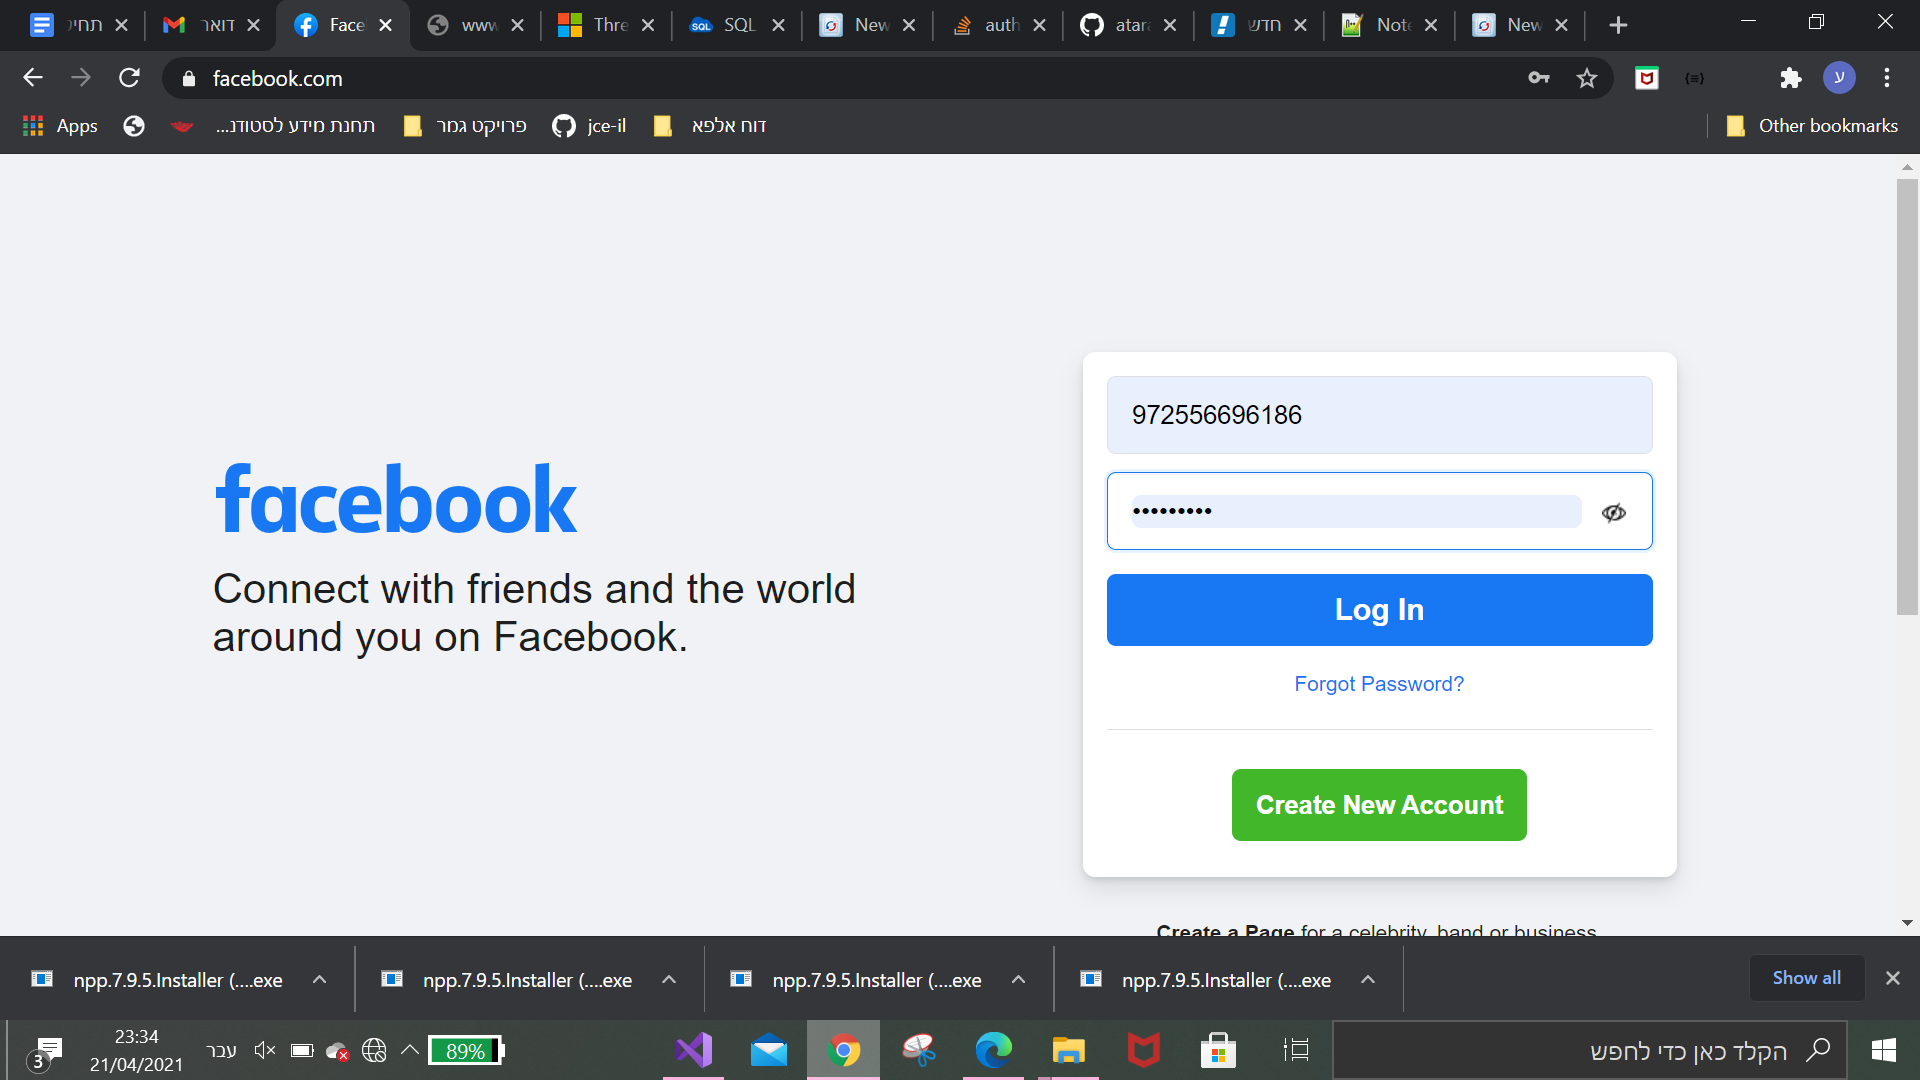 תחיל
דואר
Face
www
Thre
SQL
New
auth
atar
חדש
Not
New
facebook.com
ע
Apps
תחנת מידע לסטודנ...
פרויקט גמר
jce-il
דוח אלפא
Other bookmarks
facebook
Connect with friends and the world
around you on Facebook.
972556696186
•••••••••
Log In
Forgot Password?
Create New Account
Create a Page for a celebrity, band or business
npp.7.9.5.Installer (....exe
npp.7.9.5.Installer (....exe
npp.7.9.5.Installer (....exe
npp.7.9.5.Installer (....exe
Show all
3
23:34
21/04/2021
עבר
89%
הקלד כאן כדי לחפש